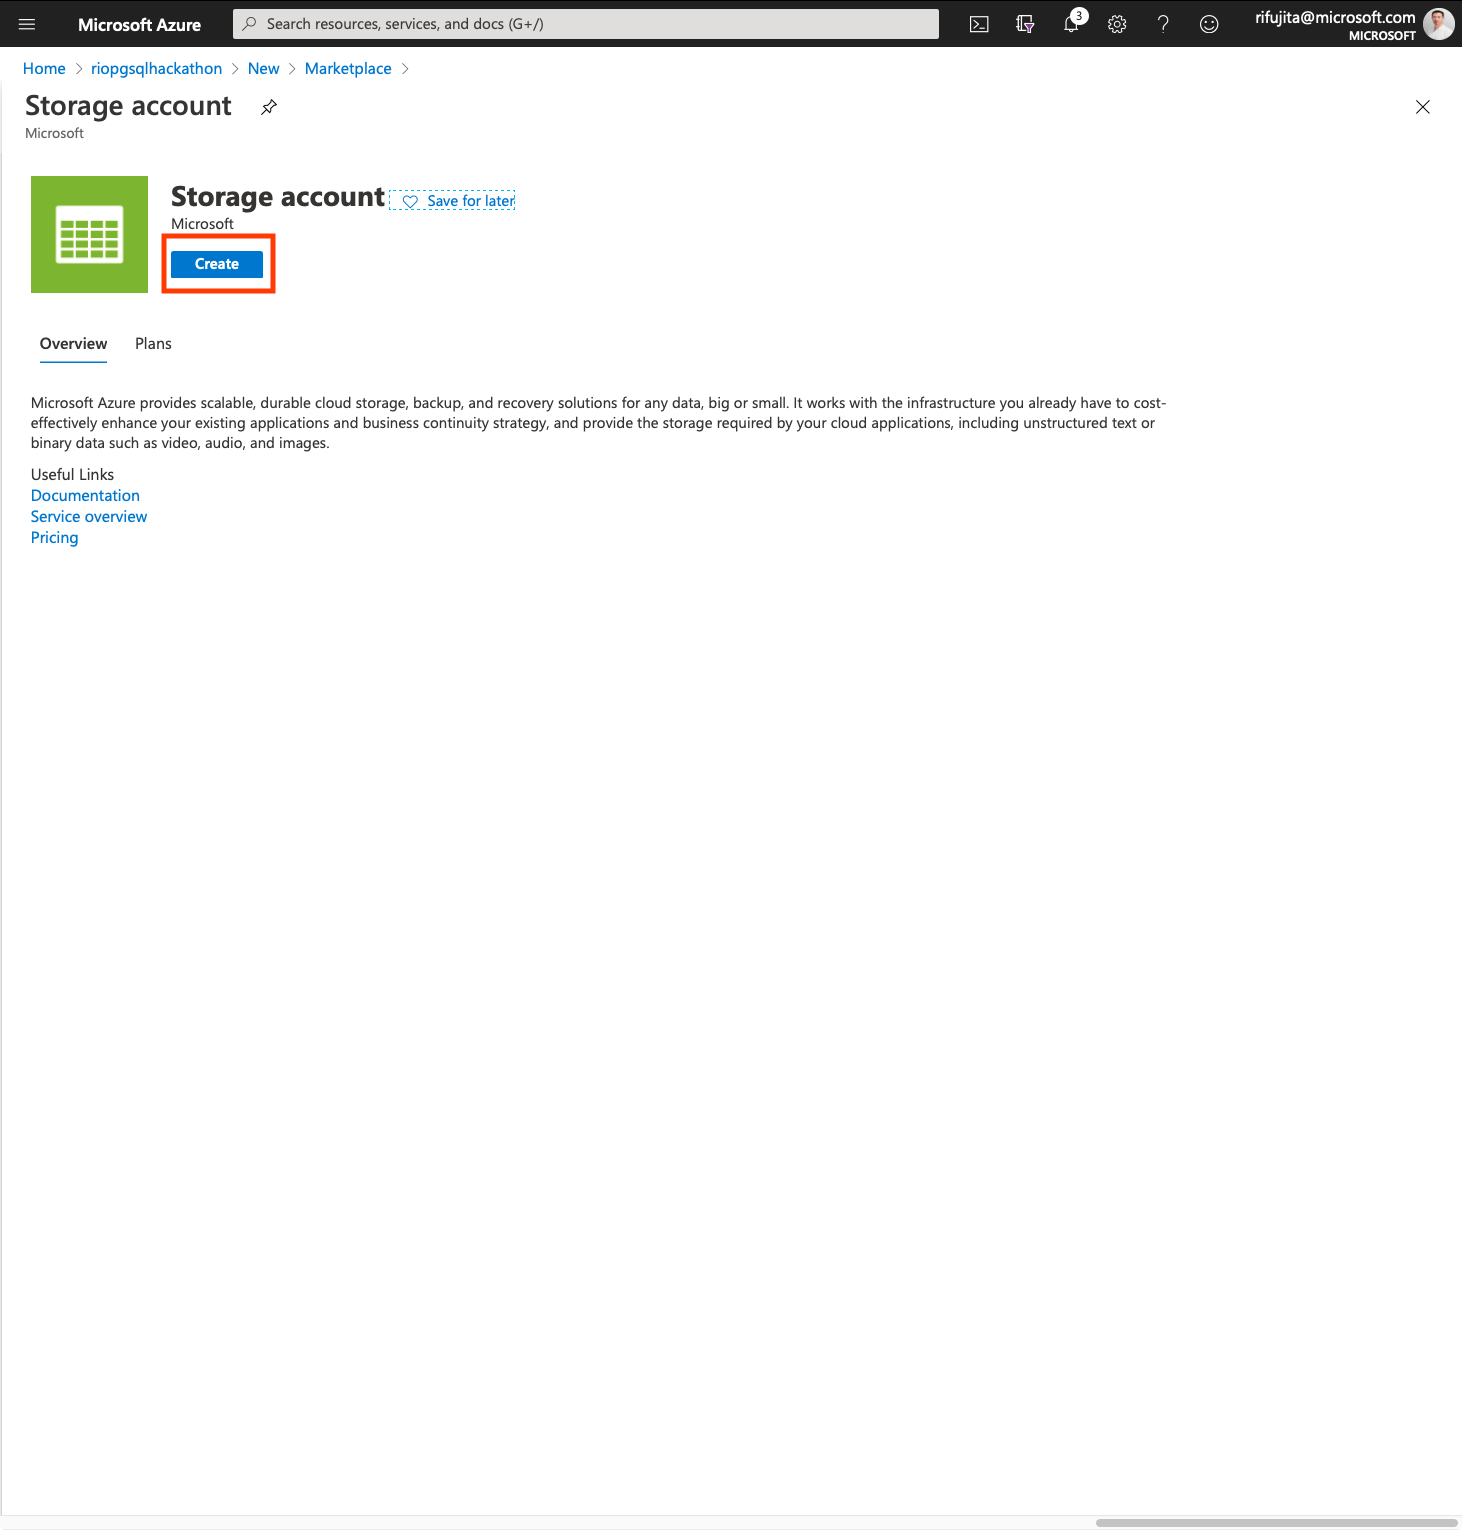 Microsoft Azure
Search resources, services, and docs (G+/)
3
rifujita@microsoft.com
MICROSOFT
Home > riopgsqlhackathon > New > Marketplace >
Storage account
Microsoft
Storage account
Save for later
Microsoft
Create
Overview
Plans
Microsoft Azure provides scalable, durable cloud storage, backup, and recovery solutions for any data, big or small. It works with the infrastructure you already have to cost-
effectively enhance your existing applications and business continuity strategy, and provide the storage required by your cloud applications, including unstructured text or
binary data such as video, audio, and images.
Useful Links
Documentation
Service overview
Pricing